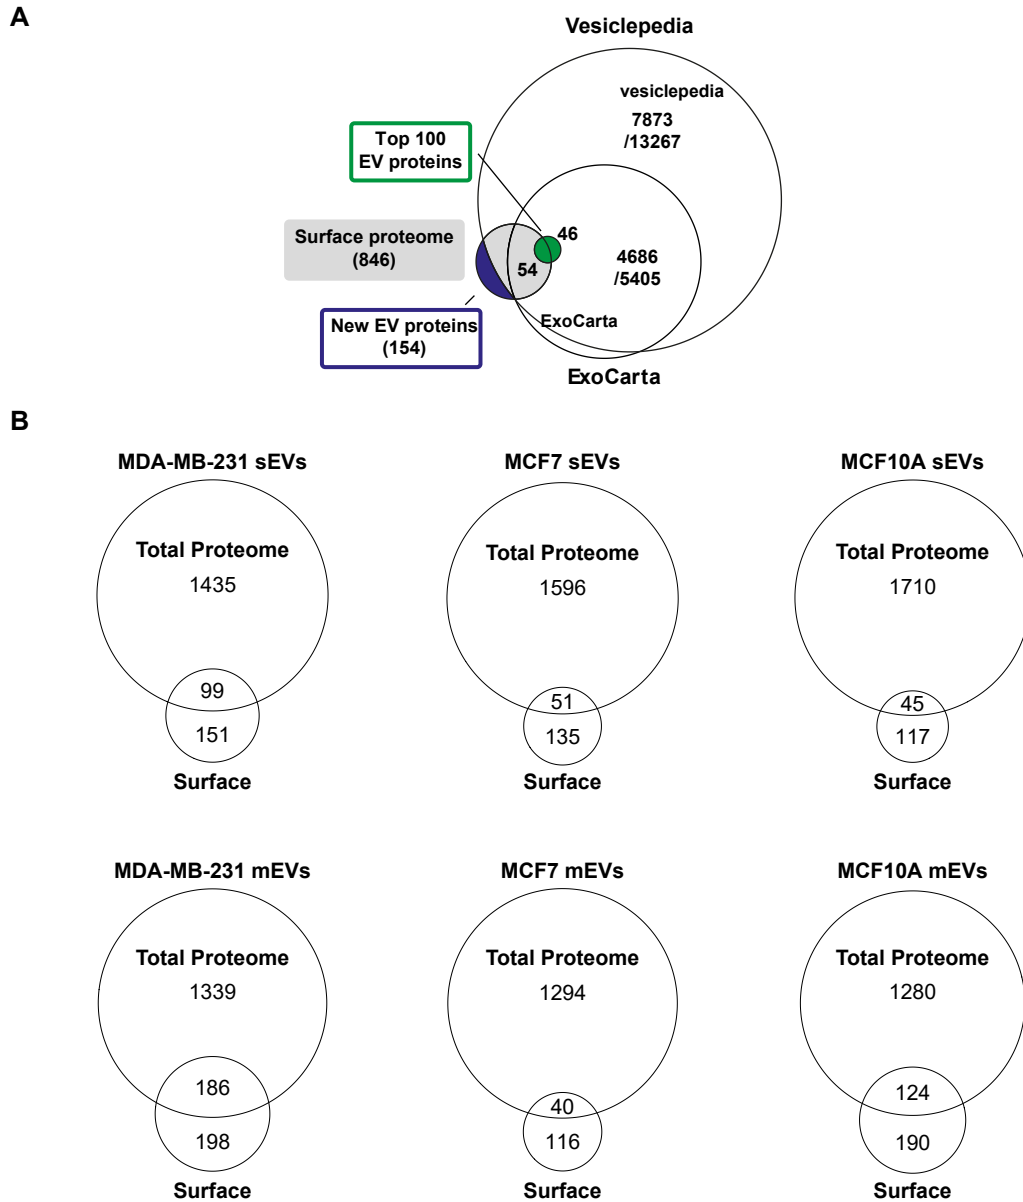 A
Vesiclepedia
vesiclepedia
7873
/13267
Top 100
EV proteins
46
Surface proteome
(846)
4686
/5405
54
New EV proteins
(154)
ExoCarta
ExoCarta
B
MDA-MB-231 sEVs
MCF7 sEVs
MCF10A sEVs
Total Proteome
1435
Total Proteome
1596
Total Proteome
1710
99
51
45
151
135
117
Surface
Surface
Surface
MDA-MB-231 mEVs
MCF7 mEVs
MCF10A mEVs
Total Proteome
1339
Total Proteome
1294
Total Proteome
1280
186
40
124
198
116
190
Surface
Surface
Surface